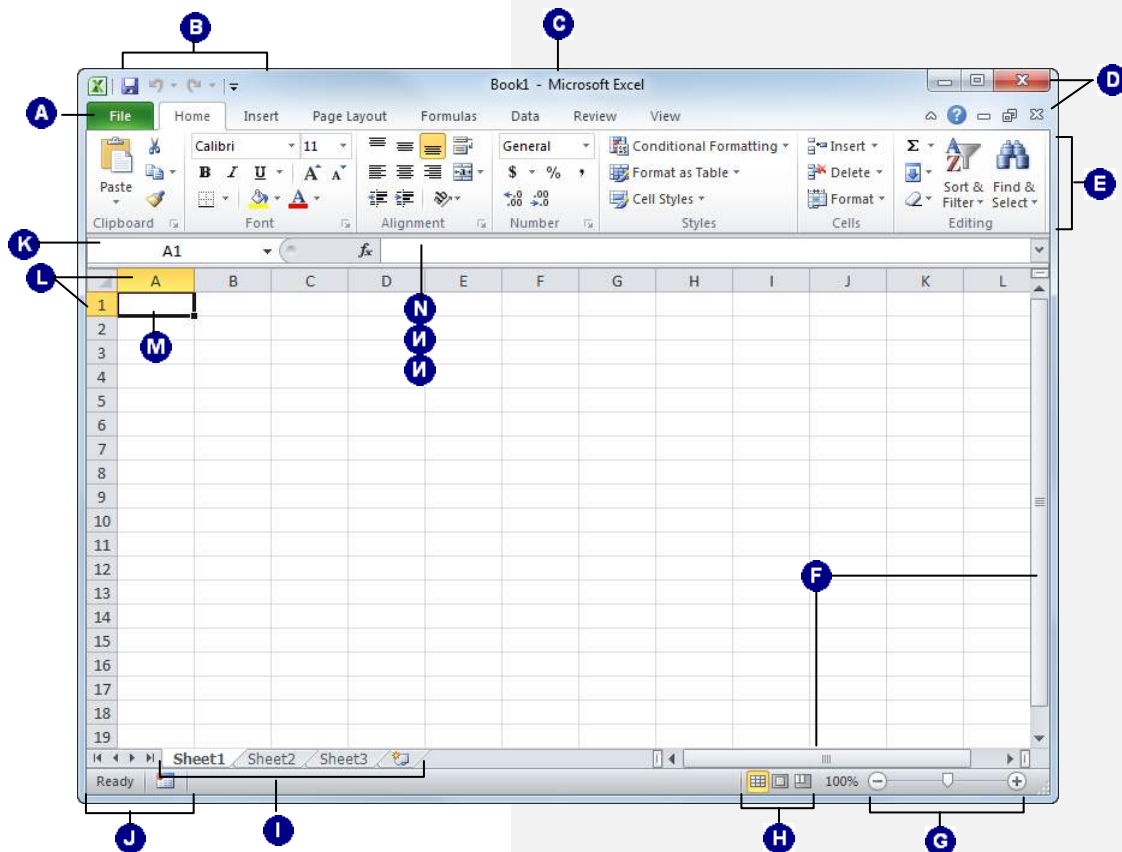 B C
Book1 - Microsoft Excel D
A File Home Insert Page Layout Formulas Data Review View ?
Calibri 11 General Conditional Formatting Insert Σ
Paste B I U A A $ % , Format as Table Delete Sort & Filter Find & Select E
A .0 .00 .00 .0 Cell Styles Format
Clipboard Font Alignment Number Styles Cells Editing
K A1 fx
L A B C D E F G H I J K L
1 N
2 M И
3
4 И
5
6
7
8
9
10
11
12 F
13
14
15
16
17
18
19
Sheet1 Sheet2 Sheet3
Ready 100%
J I H G